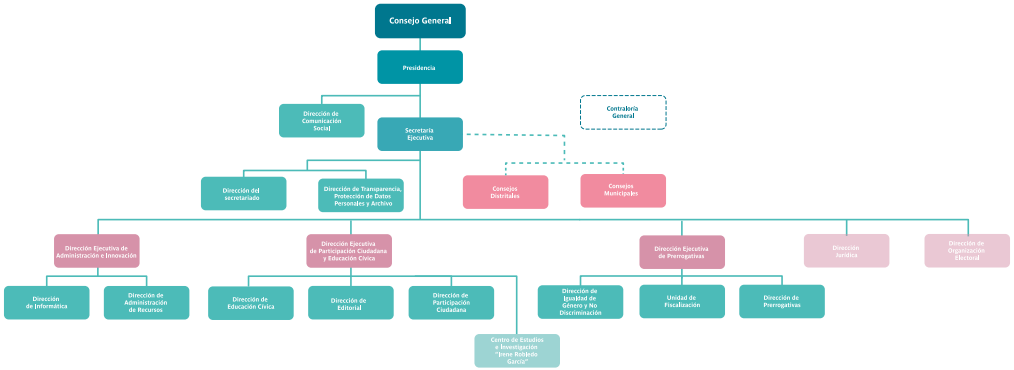 Consejo General
Presidencia
Dirección de
Comunicación
Social
Contraloría
General
Secretaría
Ejecutiva
Dirección del
secretariado
Dirección de Transparencia,
Protección de Datos
Personales y Archivo
Consejos
Distritales
Consejos
Municipales
Dirección Ejecutiva de
Administración e Innovación
Dirección Ejecutiva
de Participación Ciudadana
y Educación Cívica
Dirección Ejecutiva
de Prerrogativas
Dirección
Jurídica
Dirección de
Organización
Electoral
Dirección
de Informática
Dirección de
Administración
de Recursos
Dirección de
Educación Cívica
Dirección de
Editorial
Dirección de
Participación
Ciudadana
Dirección de
Igualdad de
Género y No
Discriminación
Unidad de
Fiscalización
Dirección de
Prerrogativas
Centro de Estudios
e Investigación
"Irene Robledo
García"